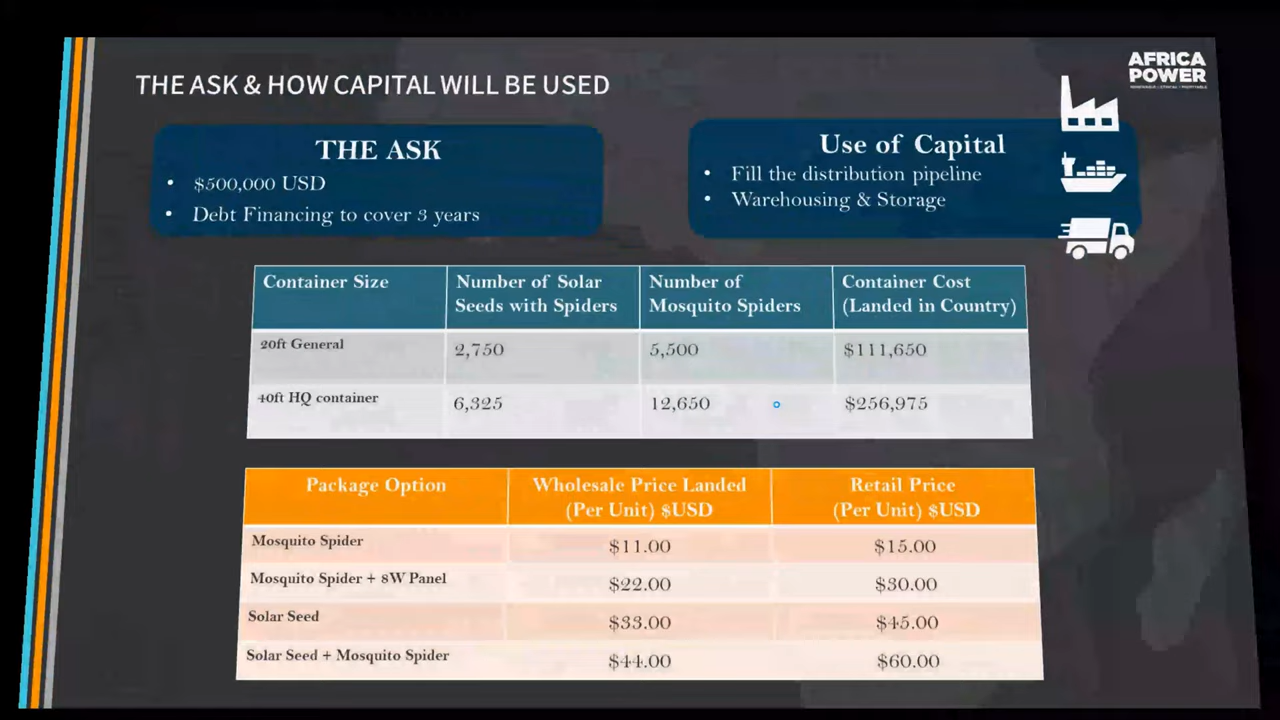 THE ASK & HOW CAPITAL WILL BE USED
AFRICA
POWER
THE ASK
• $500,000 USD
• Debt Financing to cover 3 years
Use of Capital
• Fill the distribution pipeline
• Warehousing & Storage
Container Size
Number of Solar
Seeds with Spiders
Number of
Mosquito Spiders
Container Cost
(Landed in Country)
20ft General
2,750
5,500
$111,650
40ft HQ container
6,325
12,650
$256,975
Package Option
Wholesale Price Landed
(Per Unit) $USD
Retail Price
(Per Unit) $USD
Mosquito Spider
$11.00
$15.00
Mosquito Spider + 8W Panel
$22.00
$30.00
Solar Seed
$33.00
$45.00
Solar Seed + Mosquito Spider
$44.00
$60.00